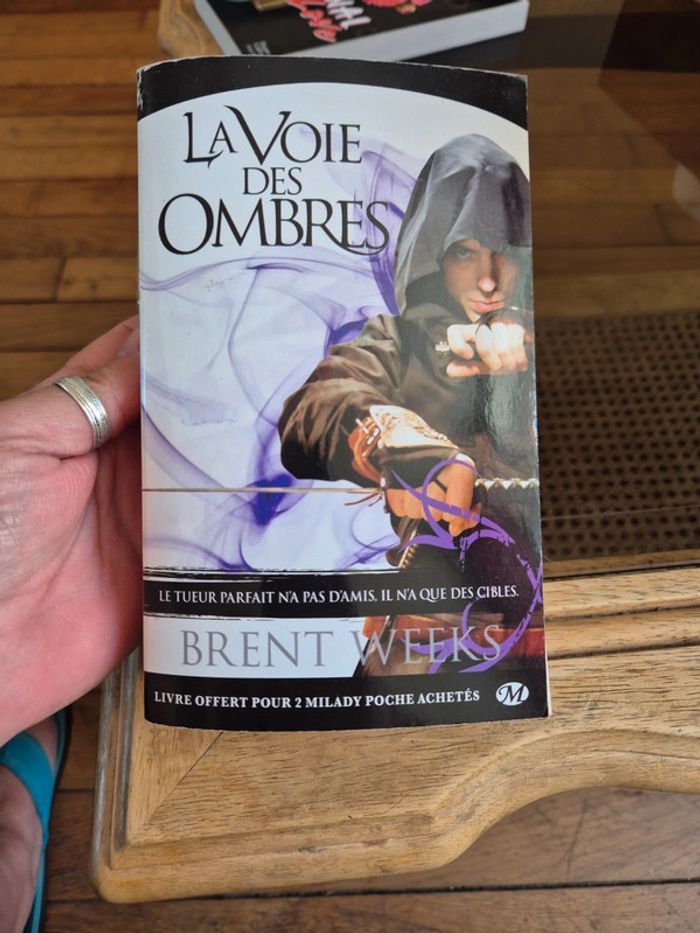 LA VOIE
DES
OMBRES
LE TUEUR PARFAIT N'A PAS D'AMIS, IL N'A QUE DES CIBLES.
BRENT WEEKS
LIVRE OFFERT POUR 2 MILADY POCHE ACHETÉS
M